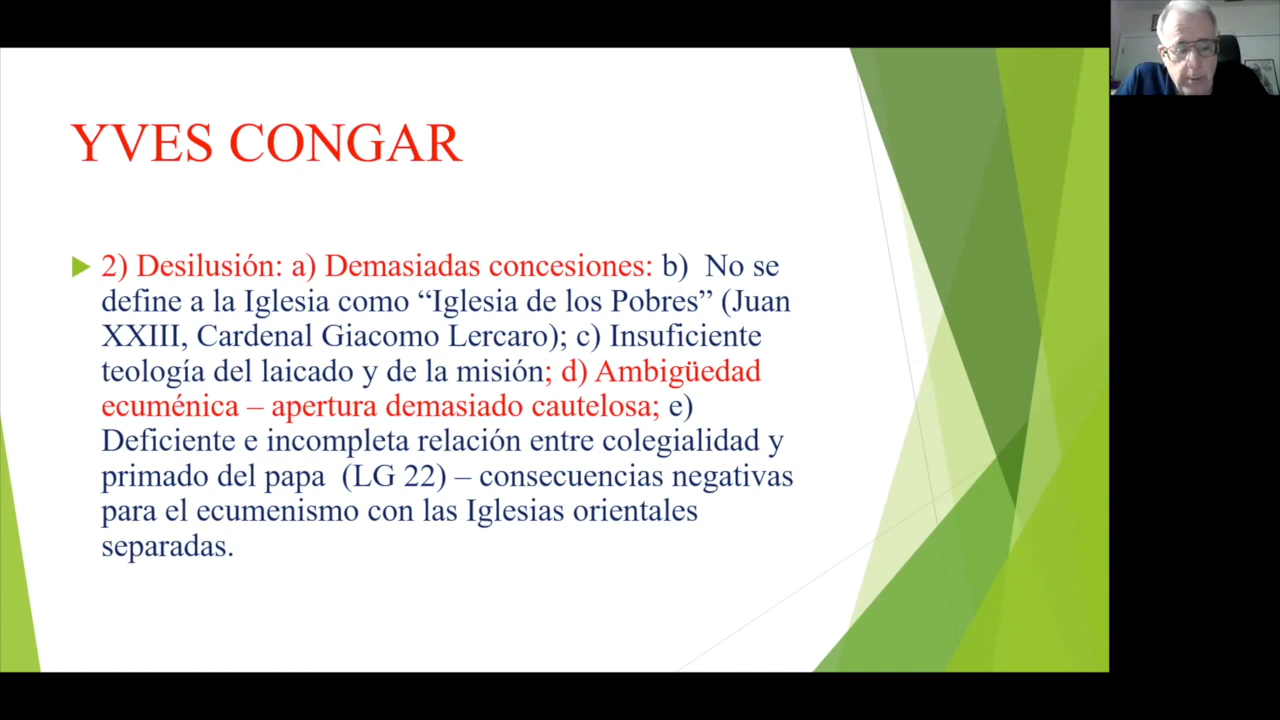 YVES CONGAR
2) Desilusión: a) Demasiadas concesiones: b) No se
define a la Iglesia como “Iglesia de los Pobres” (Juan
XXIII, Cardenal Giacomo Lercaro); c) Insuficiente
teología del laicado y de la misión; d) Ambigüedad
ecuménica – apertura demasiado cautelosa; e)
Deficiente e incompleta relación entre colegialidad y
primado del papa (LG 22) – consecuencias negativas
para el ecumenismo con las Iglesias orientales
separadas.